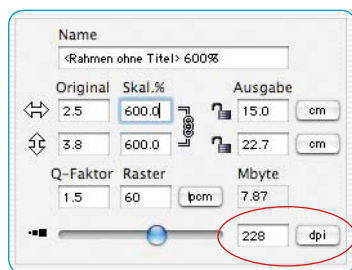 Name
<Rahmen ohne Titel> 600%
Original Skal.% Ausgabe
2.5 600.0 15.0 cm
3.8 600.0 22.7 cm
Q-Faktor Raster Mbyte
1.5 60 lpcm 7.87
228 dpi